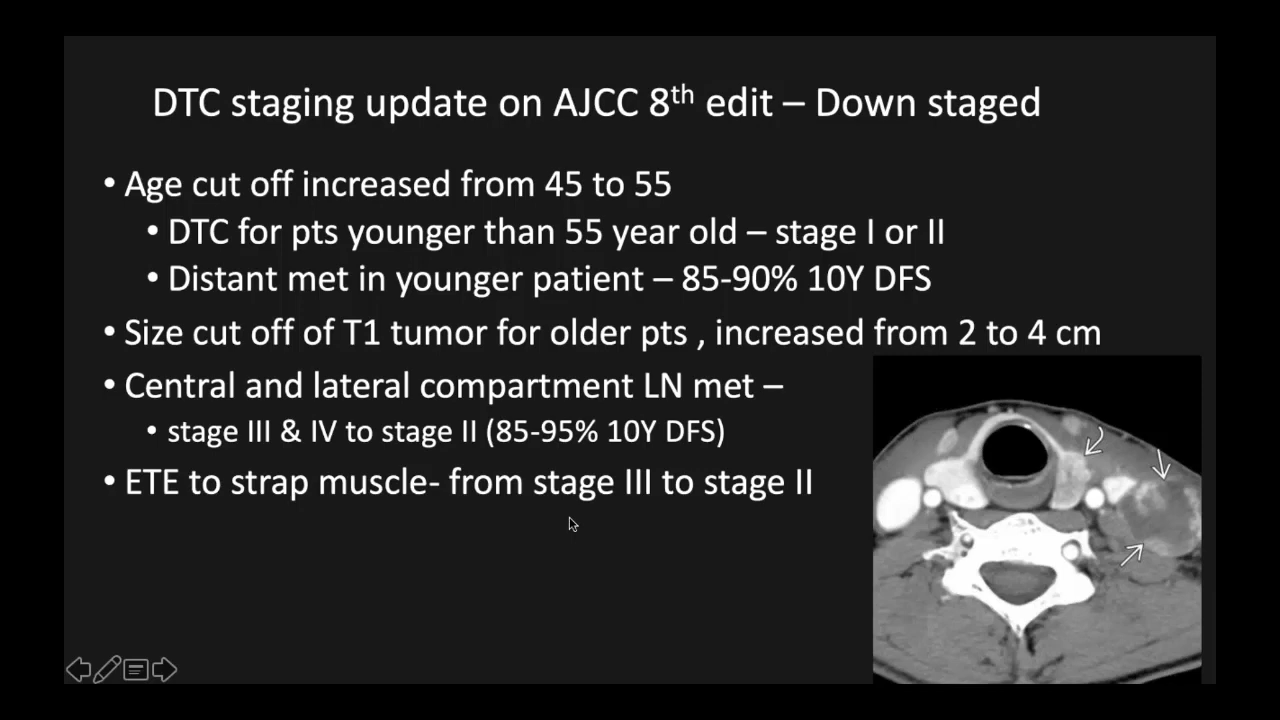 DTC staging update on AJCC 8th edit – Down staged
• Age cut off increased from 45 to 55
• DTC for pts younger than 55 year old – stage I or II
• Distant met in younger patient – 85-90% 10Y DFS
• Size cut off of T1 tumor for older pts , increased from 2 to 4 cm
• Central and lateral compartment LN met –
• stage III & IV to stage II (85-95% 10Y DFS)
• ETE to strap muscle- from stage III to stage II